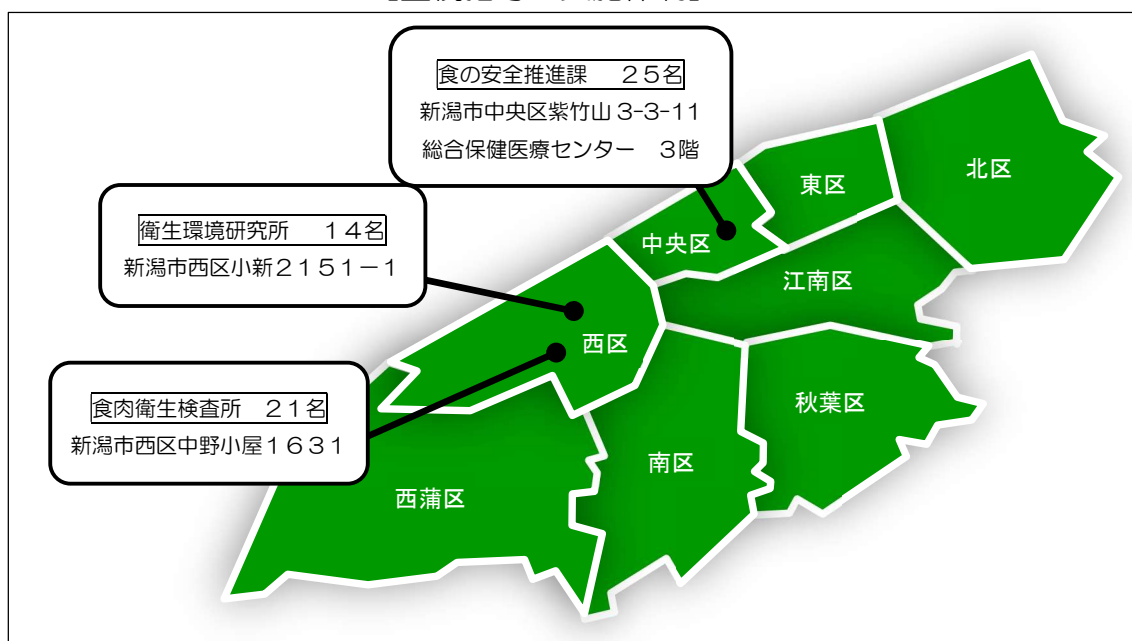 食の安全推進課　２５名
新潟市中央区紫竹山 3-3-11
総合保健医療センター　３階
衛生環境研究所　１４名
新潟市西区小新２１５１－１
食肉衛生検査所　２１名
新潟市西区中野小屋１６３１
北区
東区
中央区
江南区
西区
秋葉区
南区
西蒲区